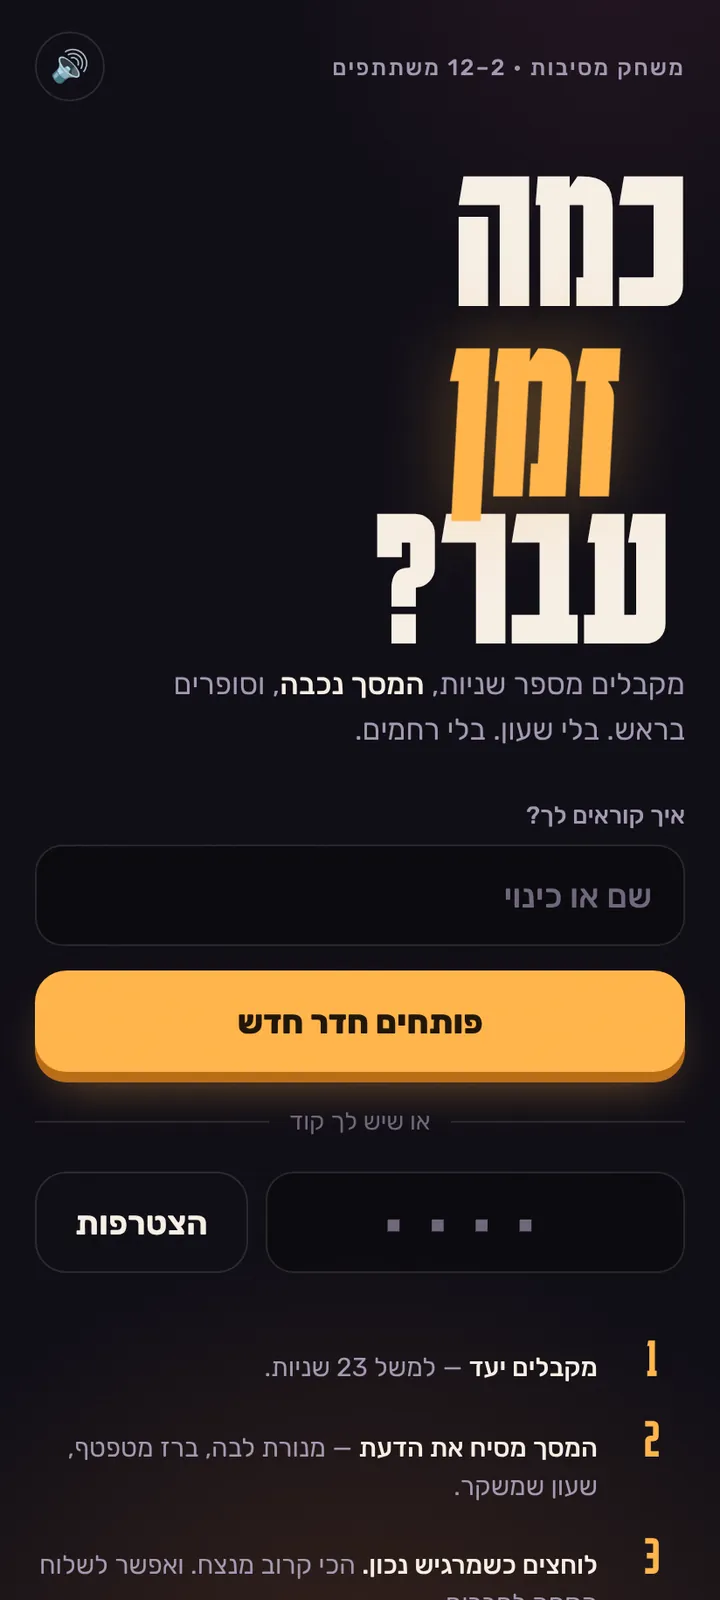 משחק מסיבות • 2–12 משתתפים
כמה
זמן
עבר?
מקבלים מספר שניות, המסך נכבה, וסופרים
בראש. בלי שעון. בלי רחמים.
איך קוראים לך?
שם או כינוי
פותחים חדר חדש
או שיש לך קוד
הצטרפות
1 מקבלים יעד — למשל 23 שניות.
2 המסך מסיח את הדעת — מנורת לבה, ברז מטפטף,
שעון שמשקר.
3 לוחצים כשמרגיש נכון. הכי קרוב מנצח. ואפשר לשלוח